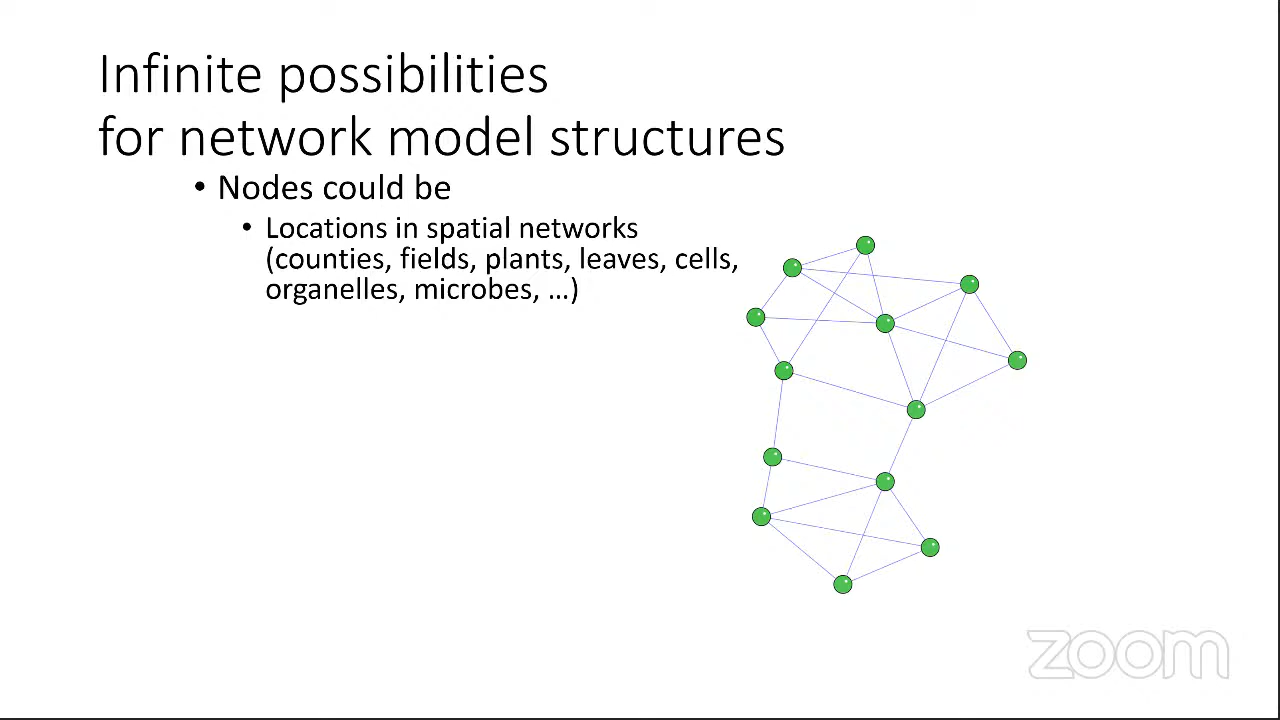 Infinite possibilities
for network model structures
• Nodes could be
• Locations in spatial networks
(counties, fields, plants, leaves, cells,
organelles, microbes, …)
zoom